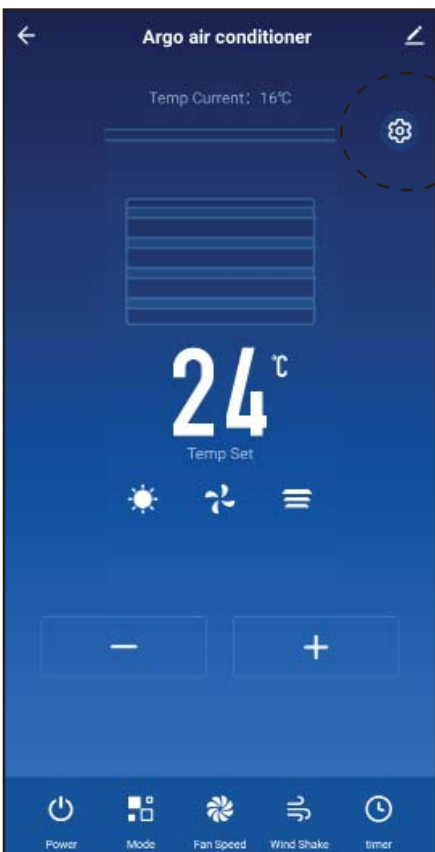 Argo air conditioner
Temp Current: 16℃
24℃
Temp Set
Power Mode Fan Speed Wind Shake timer